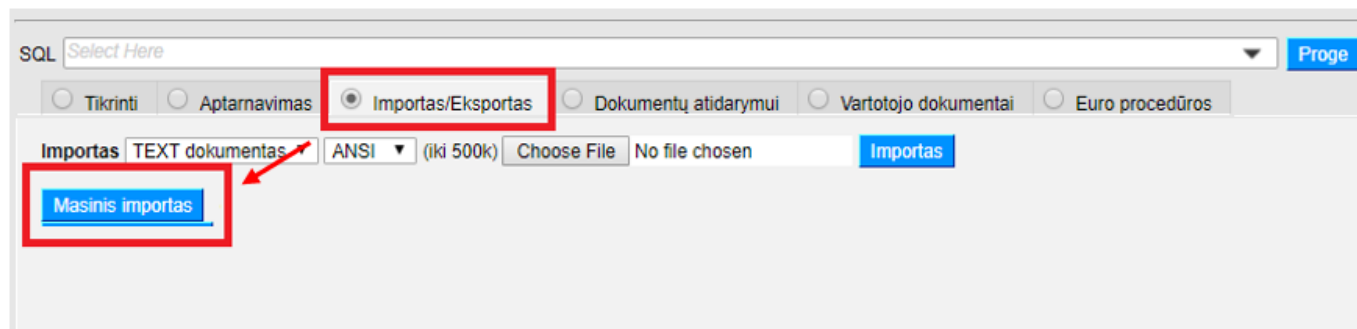 SQL Select Here Proge
Tikrinti Aptarnavimas Importas/Eksportas Dokumentų atidarymui Vartotojo dokumentai Euro procedūros
Importas TEXT dokumentas ANSI (iki 500k) Choose File No file chosen Importas
Masinis importas